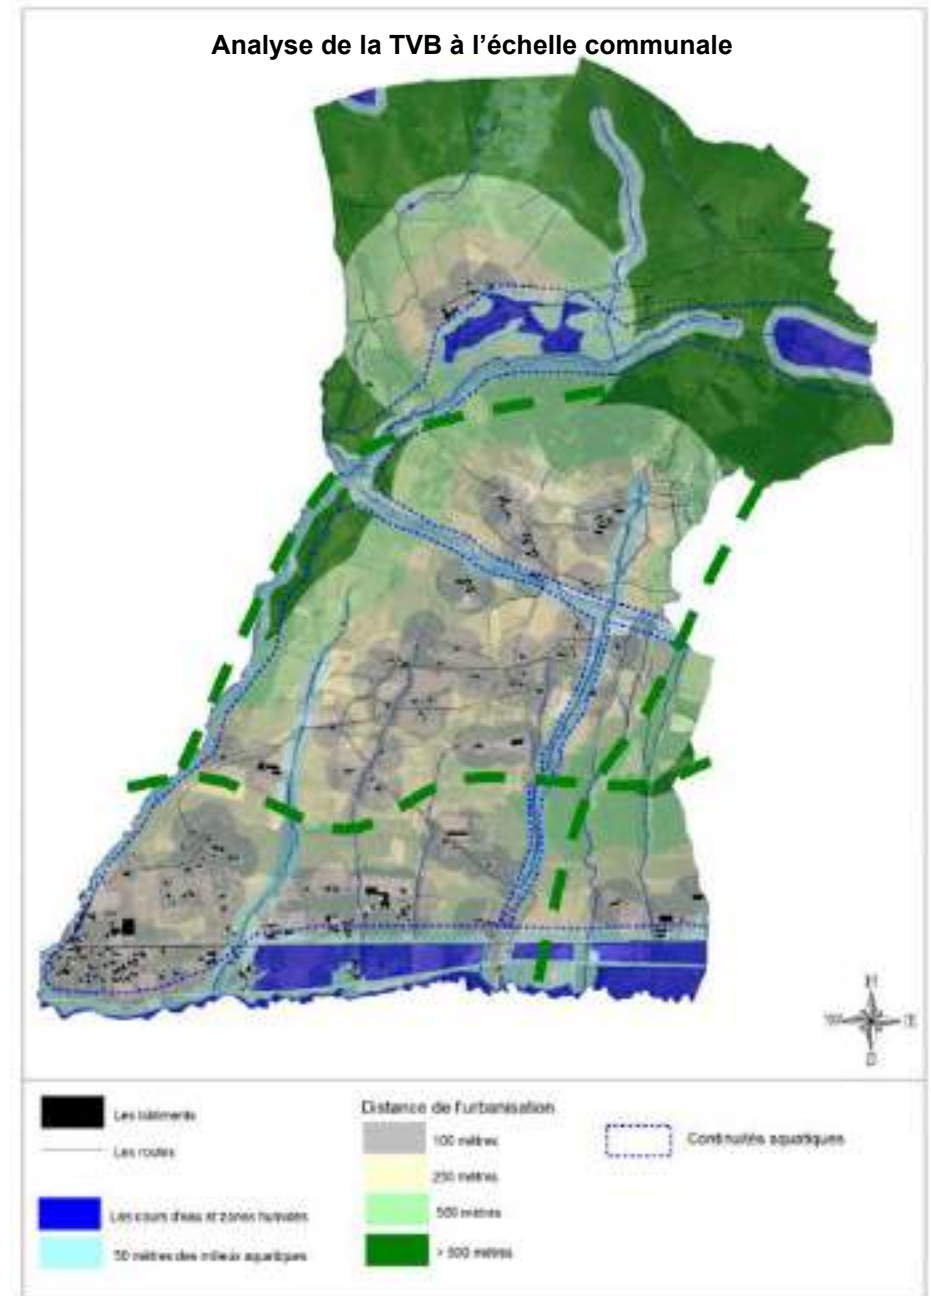 Analyse de la TVB à l’échelle communale
N
W
E
Les bâtiments
Les routes
Les cours d'eau et zones humides
50 mètres des milieux aquatiques
Distance de l'urbanisation
100 mètres
250 mètres
500 mètres
> 500 mètres
Continuités aquatiques